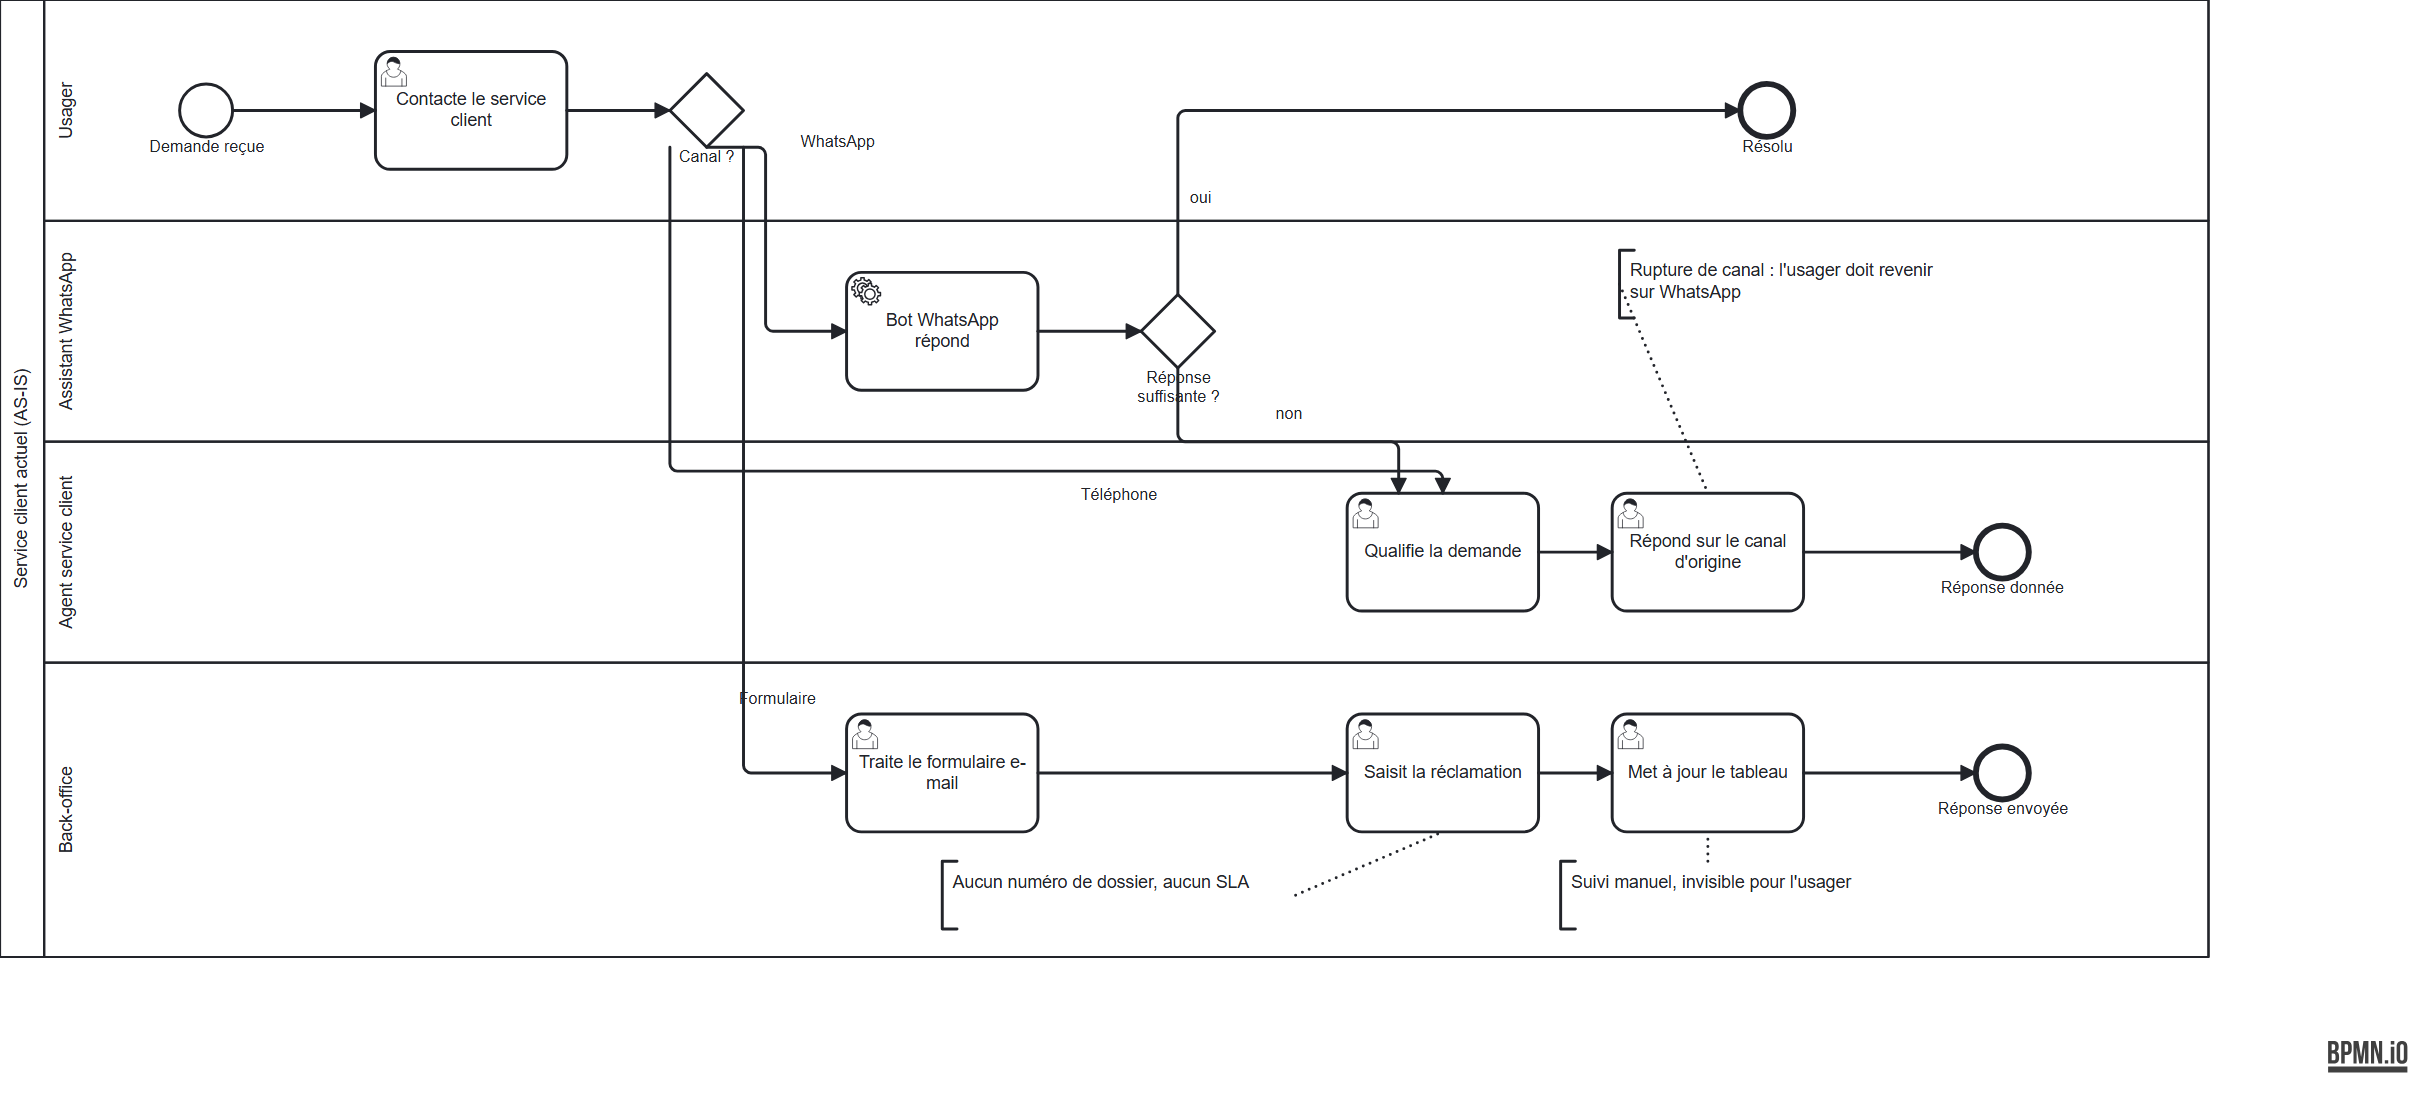 Service client actuel (AS-IS)
Usager
Demande reçue
Contacte le service
client
Canal ?
WhatsApp
oui
Résolu
Assistant WhatsApp
Bot WhatsApp
répond
Réponse
suffisante ?
non
Rupture de canal : l'usager doit revenir
sur WhatsApp
Agent service client
Téléphone
Qualifie la demande
Répond sur le canal
d'origine
Réponse donnée
Back-office
Formulaire
Traite le formulaire e-
mail
Saisit la réclamation
Met à jour le tableau
Réponse envoyée
Aucun numéro de dossier, aucun SLA
Suivi manuel, invisible pour l'usager
BPMN.iO